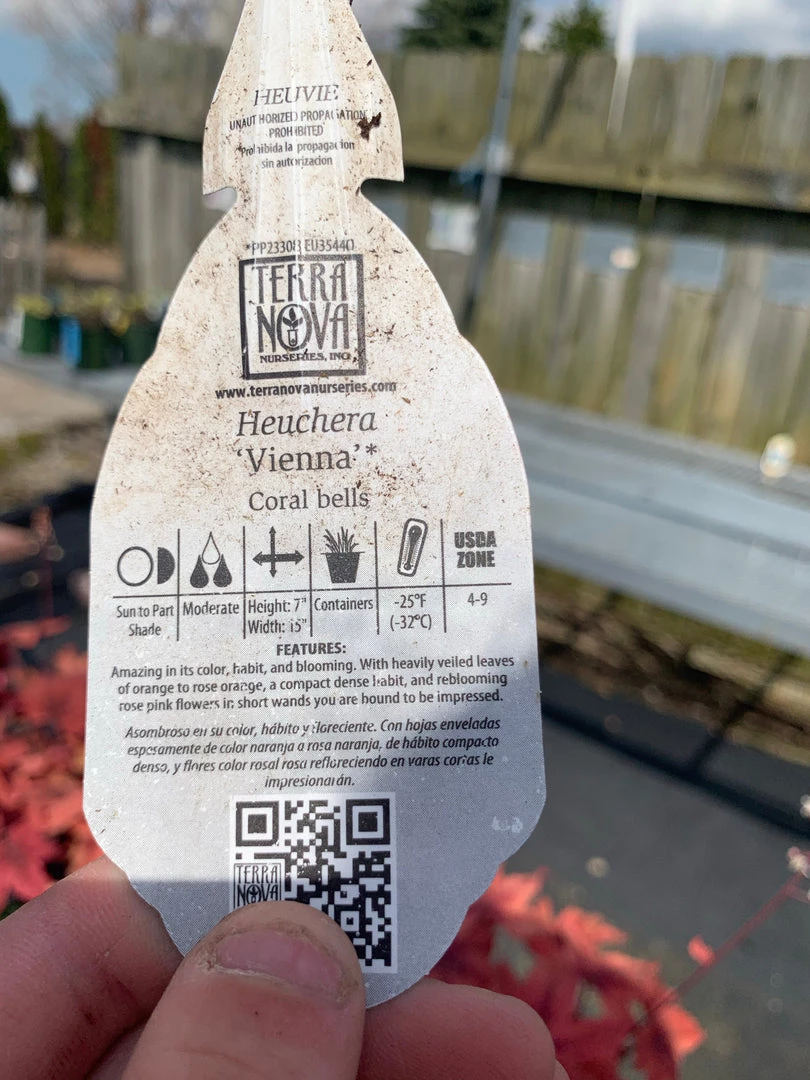 HEUVIE
UNAUTHORIZED PROPAGATION
PROHIBITED
*Prohibida la propagacion
sin autorizacion
*PP23308 EU35440
TERRA
NOVA
NURSERIES, INC
www.terranovanurseries.com
Heuchera
‘Vienna’*
Coral bells
USDA
ZONE
Sun to Part
Shade
Moderate
Height: 7"
Width: 15"
Containers
-25°F
(-32°C)
4-9
FEATURES:
Amazing in its color, habit, and blooming. With heavily veiled leaves
of orange to rose orange, a compact dense habit, and reblooming
rose pink flowers in short wands you are hound to be impressed.
Asombroso en su color, hábito y floreciente. Con hojas enveladas
espesamente de color naranja a rosa naranja, de hábito compacto
denso, y flores color rosal rosa refloreciendo en varas cortas le
impresionarán.
TERRA
NOVA